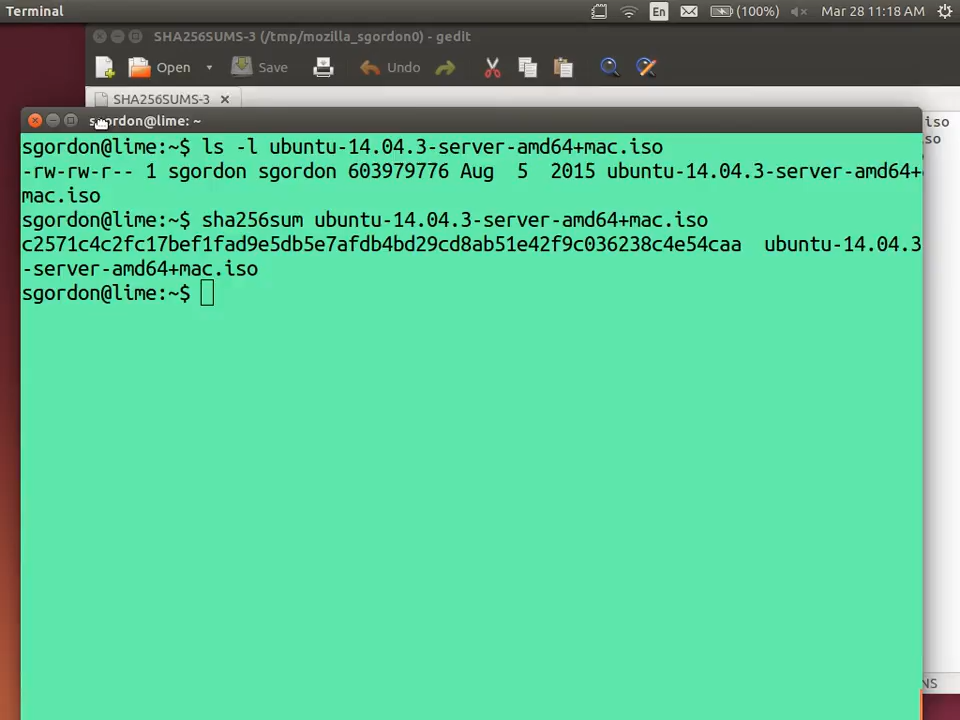 Terminal
En
(100%)
Mar 28 11:18 AM
SHA256SUMS-3 (/tmp/mozilla_sgordon0) - gedit
Open
Save
Undo
SHA256SUMS-3
iso
so
sgordon@lime: ~
sgordon@lime:~$ ls -l ubuntu-14.04.3-server-amd64+mac.iso
-rw-rw-r-- 1 sgordon sgordon 603979776 Aug  5  2015 ubuntu-14.04.3-server-amd64+
mac.iso
sgordon@lime:~$ sha256sum ubuntu-14.04.3-server-amd64+mac.iso
c2571c4c2fc17bef1fad9e5db5e7afdb4bd29cd8ab51e42f9c036238c4e54caa  ubuntu-14.04.3
-server-amd64+mac.iso
sgordon@lime:~$
NS